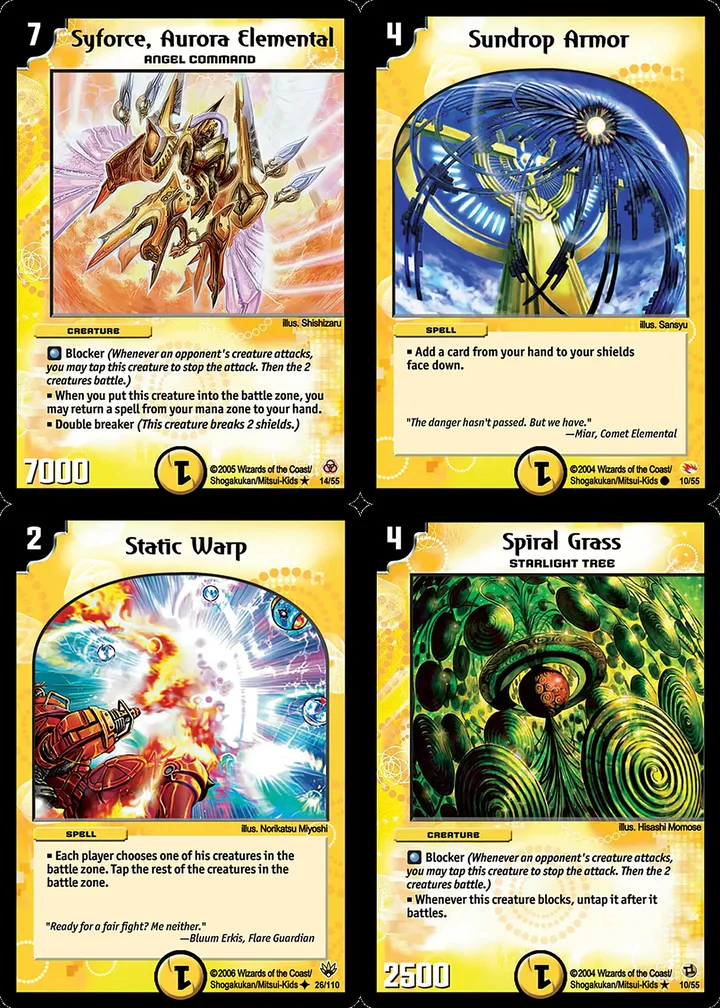 7
Syforce, Aurora Elemental
ANGEL COMMAND
illus. Shishizaru
CREATURE
Blocker (Whenever an opponent's creature attacks,
you may tap this creature to stop the attack. Then the 2
creatures battle.)
▪ When you put this creature into the battle zone, you
may return a spell from your mana zone to your hand.
▪ Double breaker (This creature breaks 2 shields.)
7000
1
©2005 Wizards of the Coast/
Shogakukan/Mitsui-Kids ★ 14/55
4
Sundrop Armor
illus. Sansyu
SPELL
▪ Add a card from your hand to your shields
face down.
"The danger hasn't passed. But we have."
—Miar, Comet Elemental
1
©2004 Wizards of the Coast/
Shogakukan/Mitsui-Kids ● 10/55
2
Static Warp
illus. Norikatsu Miyoshi
SPELL
▪ Each player chooses one of his creatures in the
battle zone. Tap the rest of the creatures in the
battle zone.
"Ready for a fair fight? Me neither."
—Bluum Erkis, Flare Guardian
1
©2006 Wizards of the Coast/
Shogakukan/Mitsui-Kids ✦ 26/110
4
Spiral Grass
STARLIGHT TREE
illus. Hisashi Momose
CREATURE
Blocker (Whenever an opponent's creature attacks,
you may tap this creature to stop the attack. Then the 2
creatures battle.)
▪ Whenever this creature blocks, untap it after it
battles.
2500
1
©2004 Wizards of the Coast/
Shogakukan/Mitsui-Kids ★ 10/55